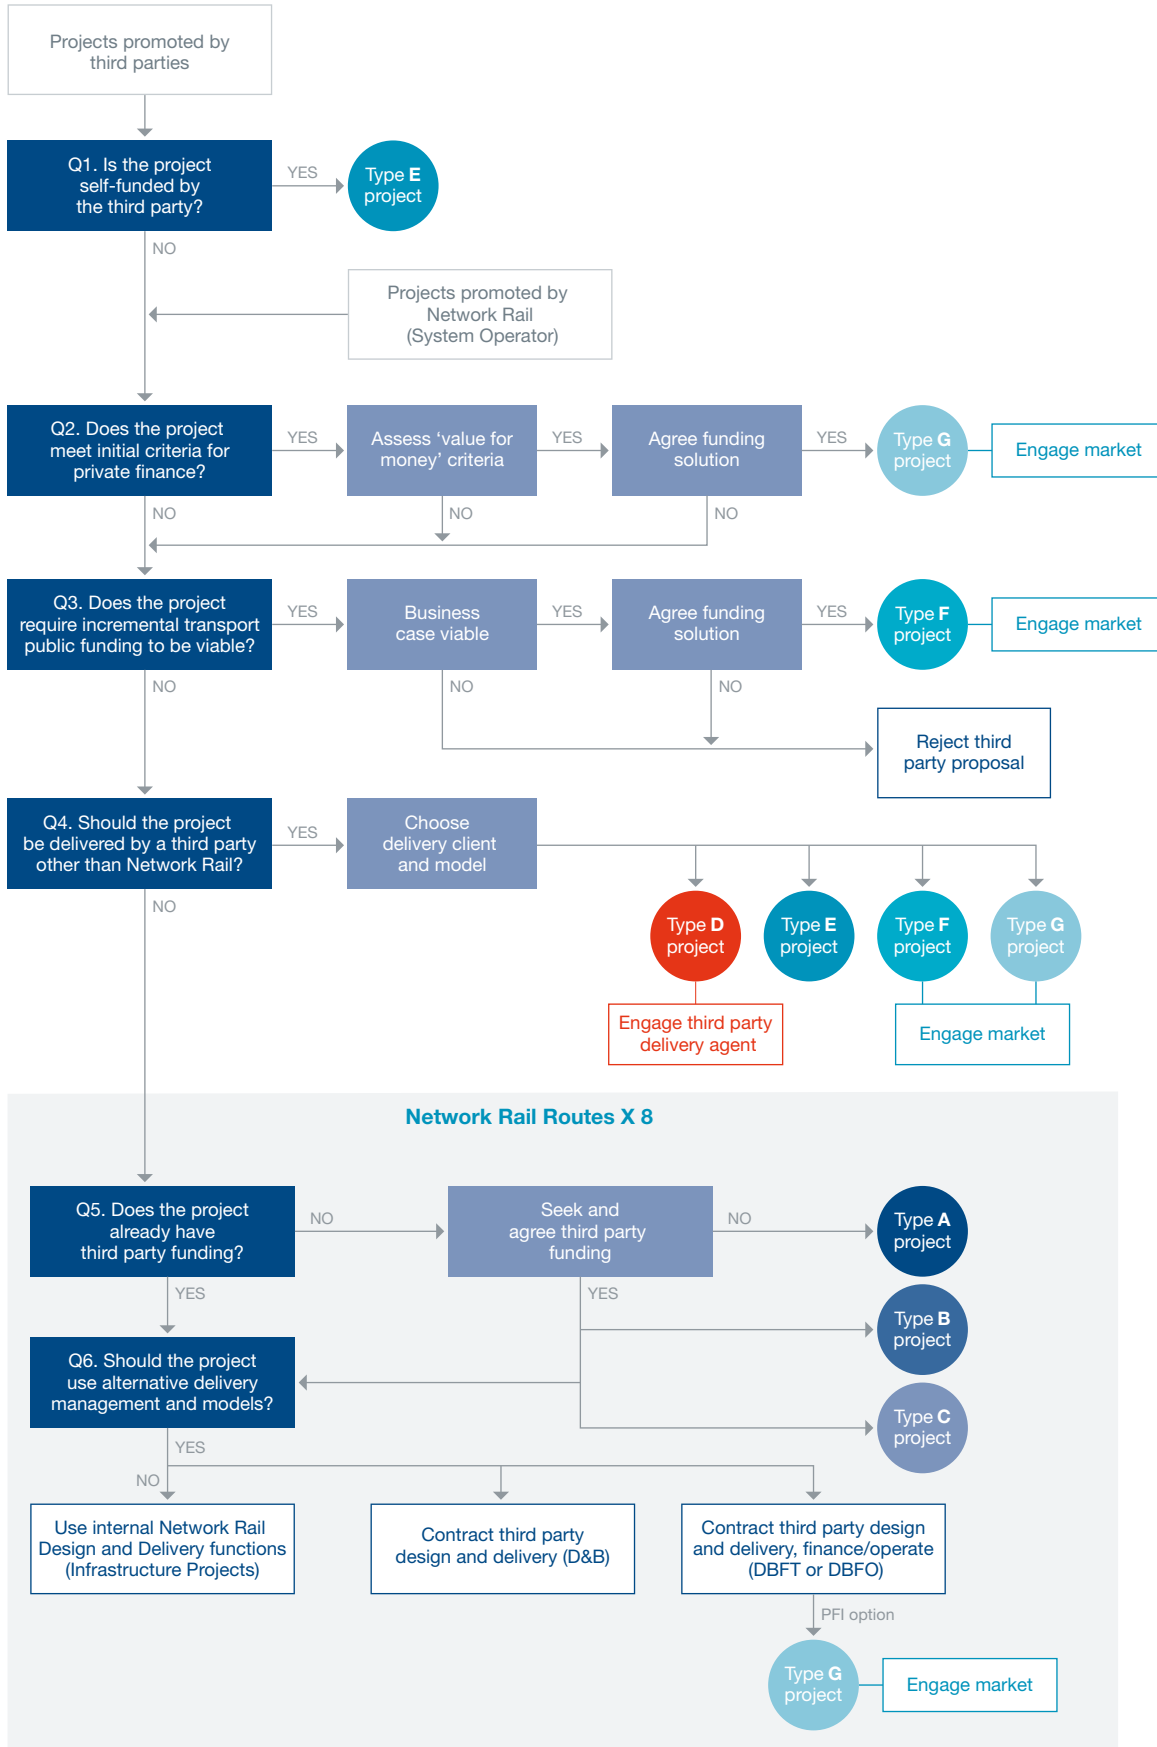 Projects promoted by
third parties
Q1. Is the project
self-funded by
the third party?
YES
Type E
project
NO
Projects promoted by
Network Rail
(System Operator)
Q2. Does the project
meet initial criteria for
private finance?
YES
Assess ‘value for
money’ criteria
YES
Agree funding
solution
YES
Type G
project
Engage market
NO
NO
NO
Q3. Does the project
require incremental transport
public funding to be viable?
YES
Business
case viable
YES
Agree funding
solution
YES
Type F
project
Engage market
NO
NO
NO
Reject third
party proposal
Q4. Should the project
be delivered by a third party
other than Network Rail?
YES
Choose
delivery client
and model
NO
Type D
project
Type E
project
Type F
project
Type G
project
Engage third party
delivery agent
Engage market
Network Rail Routes X 8
Q5. Does the project
already have
third party funding?
NO
Seek and
agree third party
funding
NO
Type A
project
YES
YES
Type B
project
Q6. Should the project
use alternative delivery
management and models?
Type C
project
YES
NO
Use internal Network Rail
Design and Delivery functions
(Infrastructure Projects)
Contract third party
design and delivery (D&B)
Contract third party design
and delivery, finance/operate
(DBFT or DBFO)
PFI option
Type G
project
Engage market